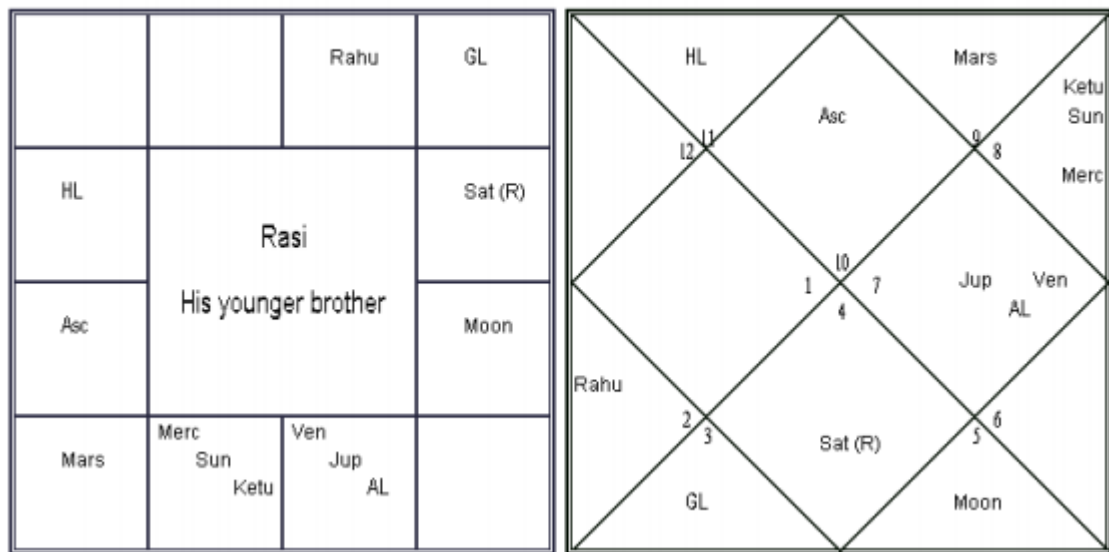 Rahu GL
HL Sat (R)
Rasi
His younger brother
Asc Moon
Mars Merc Ven
Sun Jup
Ketu AL
HL Mars
Ketu
Asc Sun
11 9
12 8
Merc
10
1 7 Jup Ven
4 AL
Rahu
2 6
3 5
Sat (R)
GL Moon